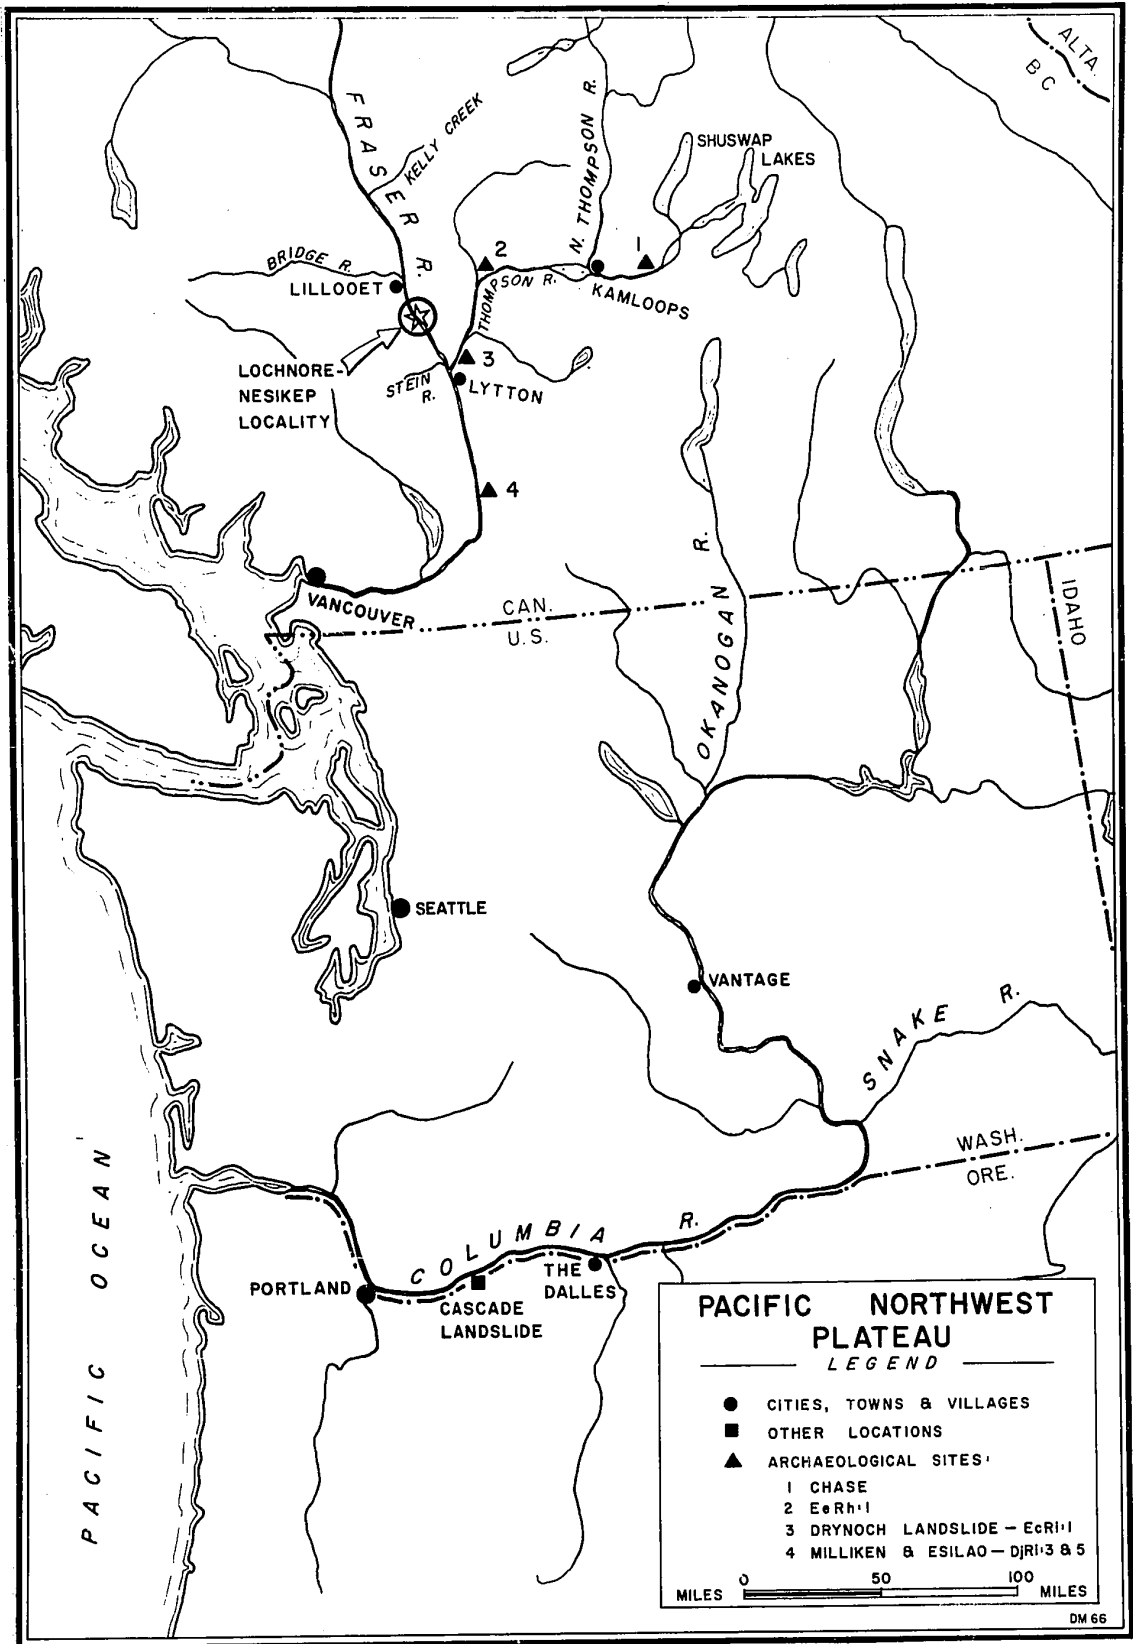 ALTA.
B C
FRASER R.
KELLY CREEK
N. THOMPSON R.
SHUSWAP
LAKES
BRIDGE R.
LILLOOET
2
1
THOMPSON R.
KAMLOOPS
LOCHNORE-
NESIKEP
LOCALITY
3
STEIN
R.
LYTTON
4
VANCOUVER
CAN.
U.S.
OKANOGAN R.
IDAHO
SEATTLE
VANTAGE
SNAKE R.
WASH.
ORE.
PACIFIC OCEAN
COLUMBIA R.
PORTLAND
THE
DALLES
CASCADE
LANDSLIDE
PACIFIC NORTHWEST
PLATEAU
LEGEND
CITIES, TOWNS & VILLAGES
OTHER LOCATIONS
ARCHAEOLOGICAL SITES:
1 CHASE
2 EeRh:1
3 DRYNOCH LANDSLIDE – EcRi:1
4 MILLIKEN & ESILAO – DjRi:3 & 5
0 50 100
MILES MILES
DM 66